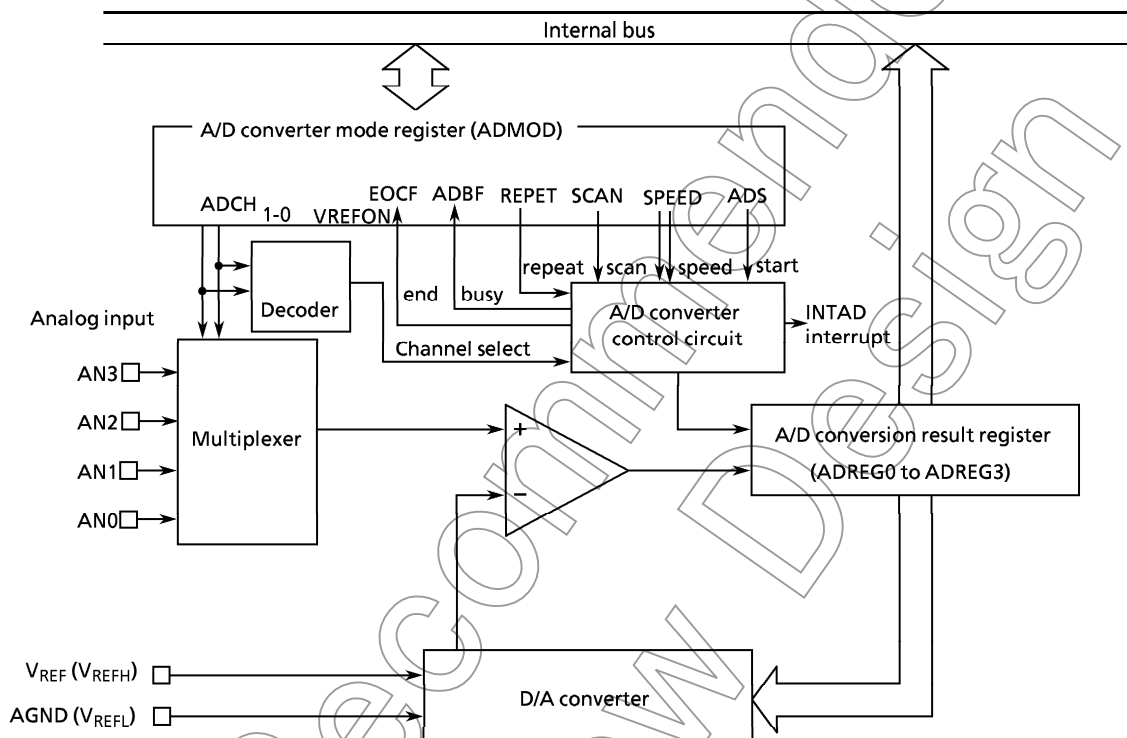 Internal bus
A/D converter mode register (ADMOD)
EOCF ADBF REPET SCAN SPEED ADS
ADCH 1-0 VREFON
repeat scan speed start
end busy
Decoder
Analog input
A/D converter
control circuit
INTAD
interrupt
Channel select
AN3
AN2
Multiplexer
+
A/D conversion result register
(ADREG0 to ADREG3)
AN1
−
AN0
VREF (VREFH)
D/A converter
AGND (VREFL)